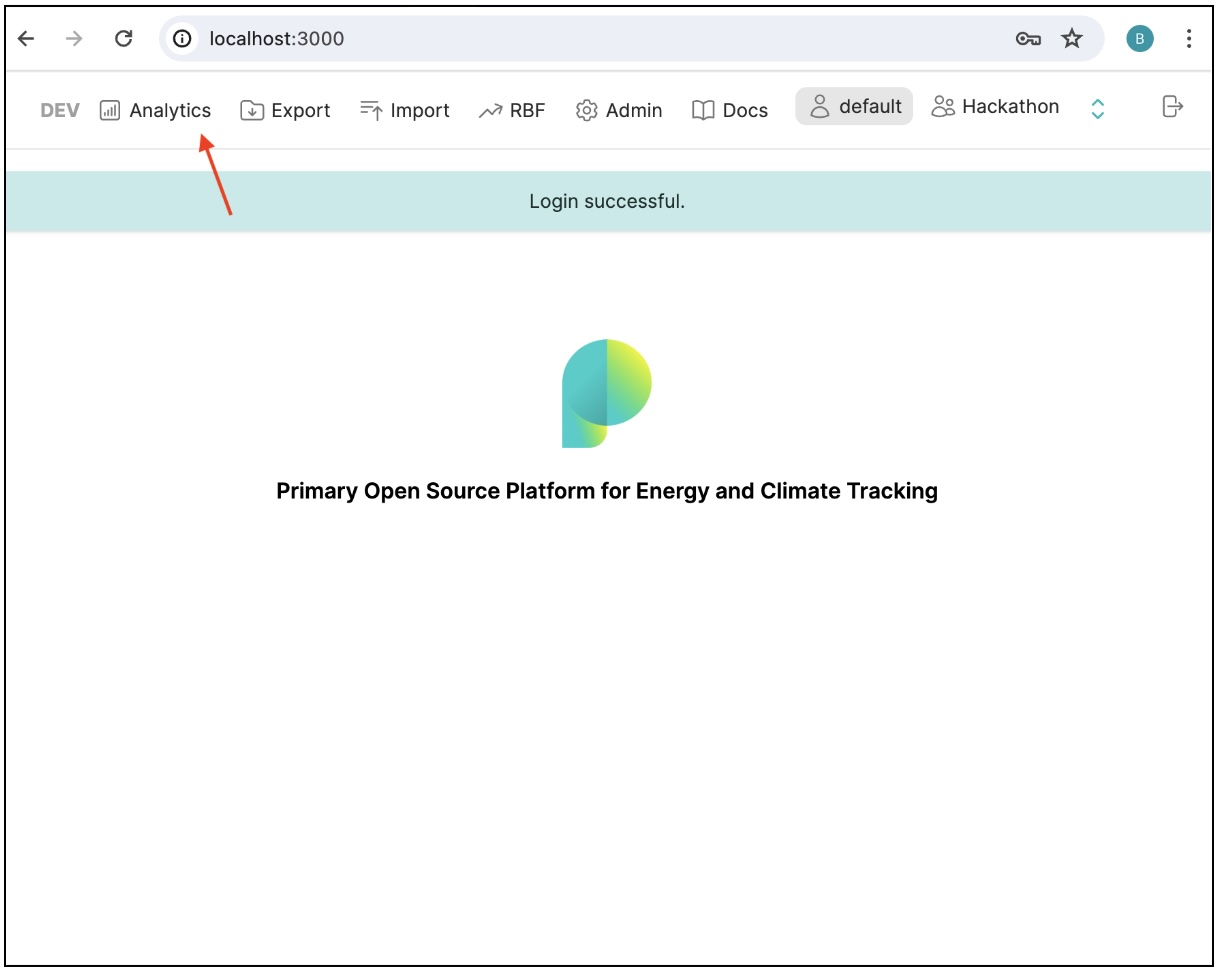 localhost:3000
B
DEV Analytics Export Import RBF Admin Docs default Hackathon
Login successful.
Primary Open Source Platform for Energy and Climate Tracking